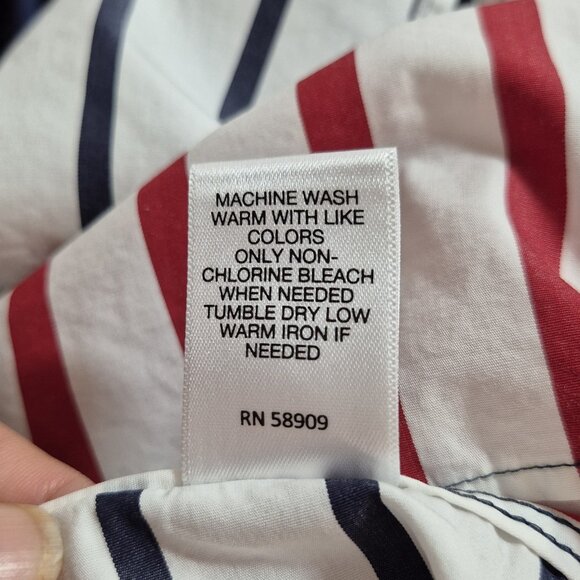 MACHINE WASH
WARM WITH LIKE
COLORS
ONLY NON-
CHLORINE BLEACH
WHEN NEEDED
TUMBLE DRY LOW
WARM IRON IF
NEEDED
RN 58909